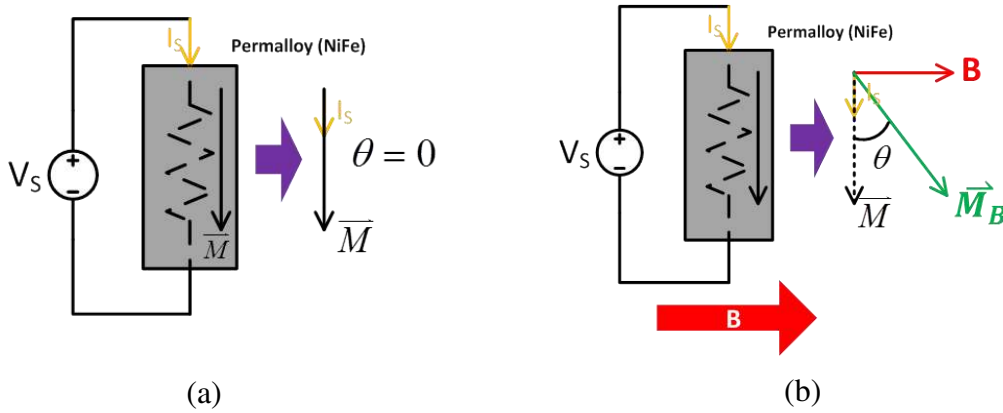 I_S
Permalloy (NiFe)
V_S
+
−
M
I_S
θ = 0
M
(a)
I_S
Permalloy (NiFe)
V_S
+
−
B
I_S
θ
M
M_B
B
(b)